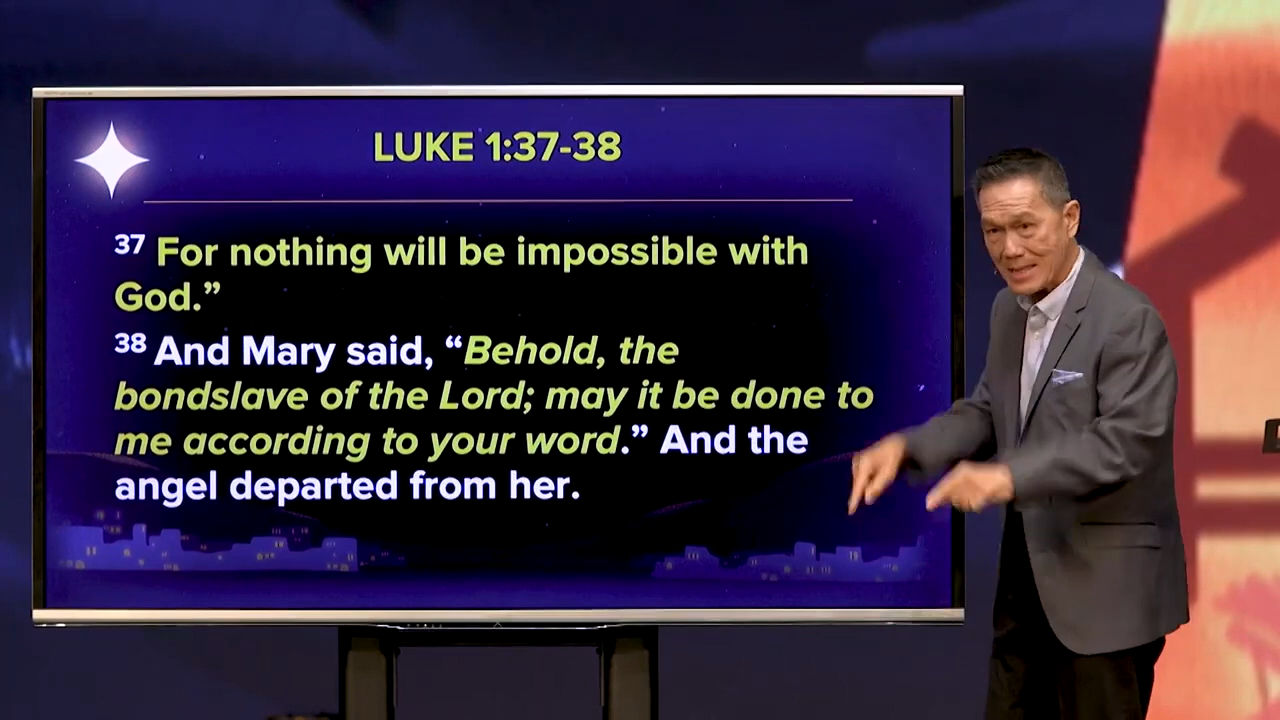 LUKE 1:37-38
37 For nothing will be impossible with
God.”
38 And Mary said, “Behold, the
bondslave of the Lord; may it be done to
me according to your word.” And the
angel departed from her.